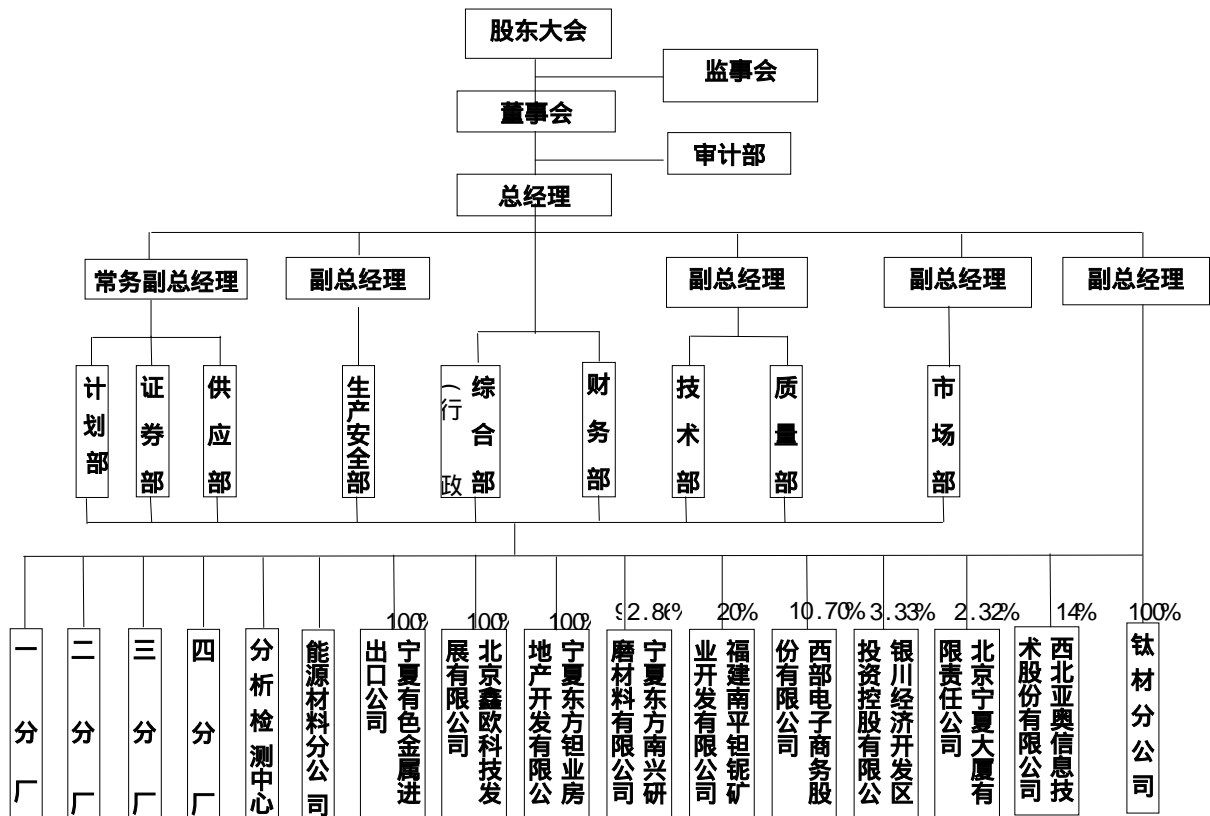 股东大会
监事会
董事会
审计部
总经理
常务副总经理
副总经理
副总经理
副总经理
副总经理
计划部
证券部
供应部
生产安全部
综合部
（行政
财务部
技术部
质量部
市场部
100%
100%
100%
92.86%
20%
10.70%
3.33%
2.32%
14%
100%
一分厂
二分厂
三分厂
四分厂
分析检测中心
能源材料分公司
宁夏有色金属进
出口公司
北京鑫欧科技发
展有限公司
宁夏东方钽业房
地产开发有限公
宁夏东方南兴研
磨材料有限公司
福建南平钽铌矿
业开发有限公司
西部电子商务股
份有限公司
银川经济开发区
投资控股有限公
北京宁夏大厦有
限责任公司
西北亚奥信息技
术股份有限公司
钛材分公司